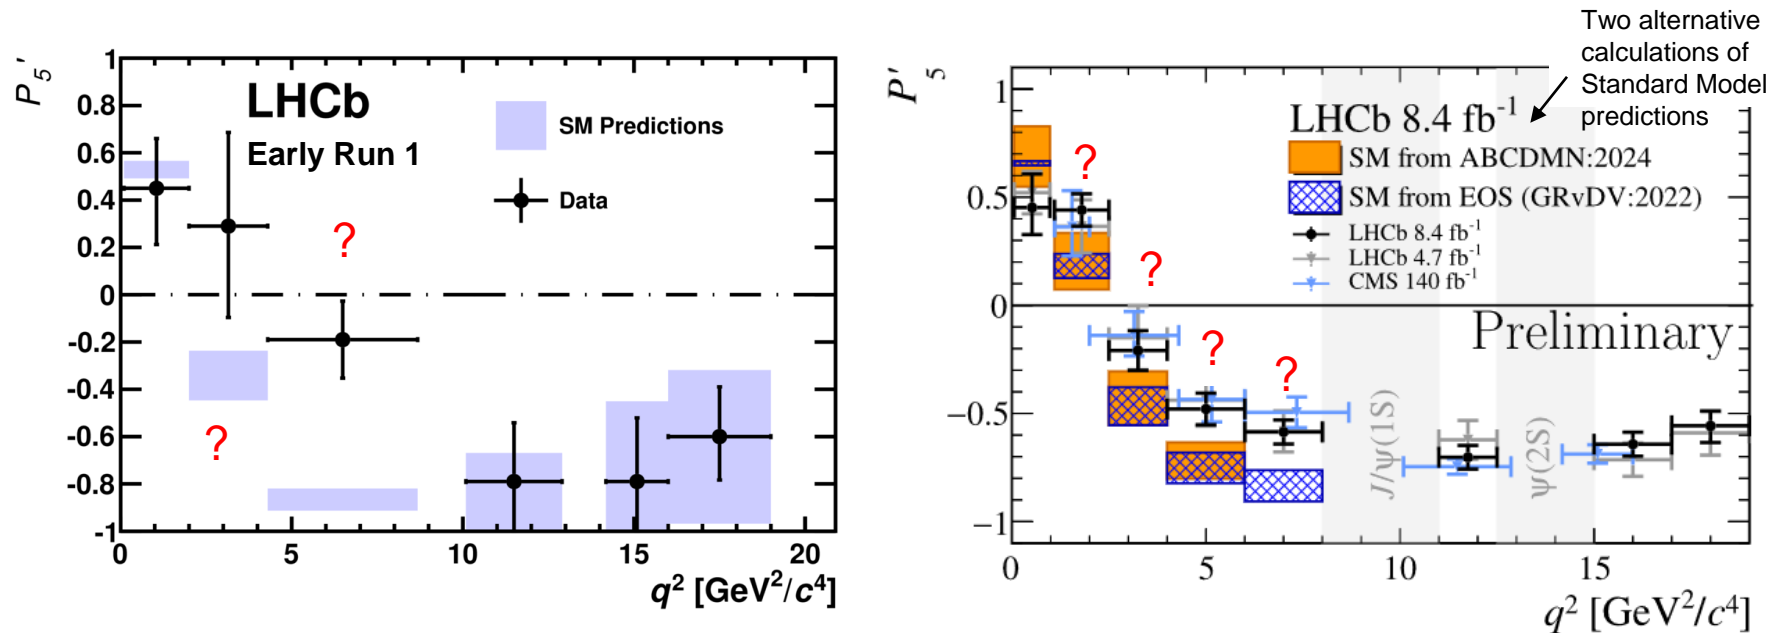 P5′
LHCb
Early Run 1
SM Predictions
Data
?
?
1
0.8
0.6
0.4
0.2
0
-0.2
-0.4
-0.6
-0.8
-1
0 5 10 15 20
q² [GeV²/c⁴]
Two alternative
calculations of
Standard Model
predictions
P5′
LHCb 8.4 fb⁻¹
SM from ABCDMN:2024
SM from EOS (GRvDV:2022)
LHCb 8.4 fb⁻¹
LHCb 4.7 fb⁻¹
CMS 140 fb⁻¹
?
?
?
?
Preliminary
J/ψ(1S)
ψ(2S)
1
0.5
0
−0.5
−1
0 5 10 15
q² [GeV²/c⁴]